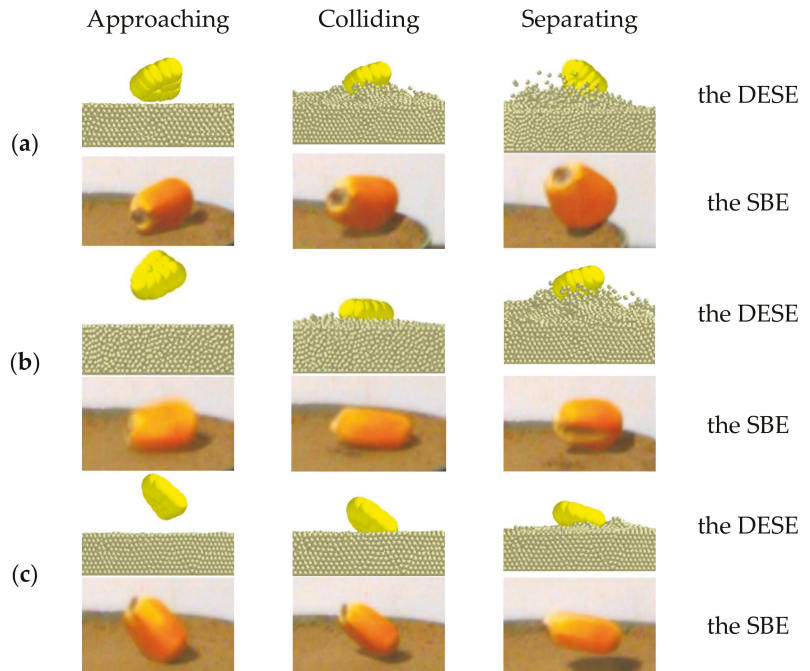 Approaching Colliding Separating
the DESE
(a)
the SBE
the DESE
(b)
the SBE
the DESE
(c)
the SBE